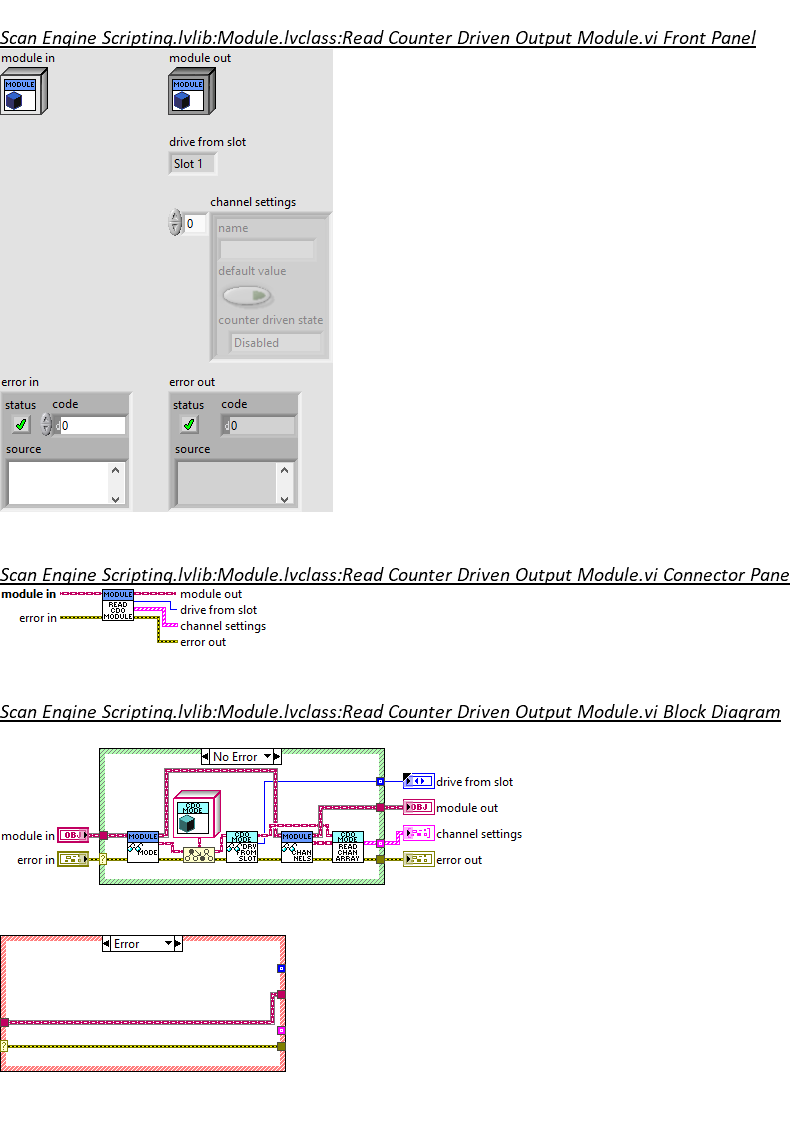 Scan Engine Scripting.lvlib:Module.lvclass:Read Counter Driven Output Module.vi Front Panel
module in
module out
MODULE
MODULE
drive from slot
Slot 1
channel settings
0
name
default value
counter driven state
Disabled
error in
error out
status
code
status
code
d
0
d
0
source
source
Scan Engine Scripting.lvlib:Module.lvclass:Read Counter Driven Output Module.vi Connector Pane
module in
MODULE
READ
CDO
MODULE
module out
drive from slot
error in
channel settings
error out
Scan Engine Scripting.lvlib:Module.lvclass:Read Counter Driven Output Module.vi Block Diagram
No Error
drive from slot
CDO
MODE
OBJ
module out
module in
OBJ
MODULE
MODE
CDO
MODE
DRV
FROM
SLOT
MODULE
CHA
NNELS
CDO
MODE
READ
CHAN
ARRAY
channel settings
error in
?
error out
Error
?